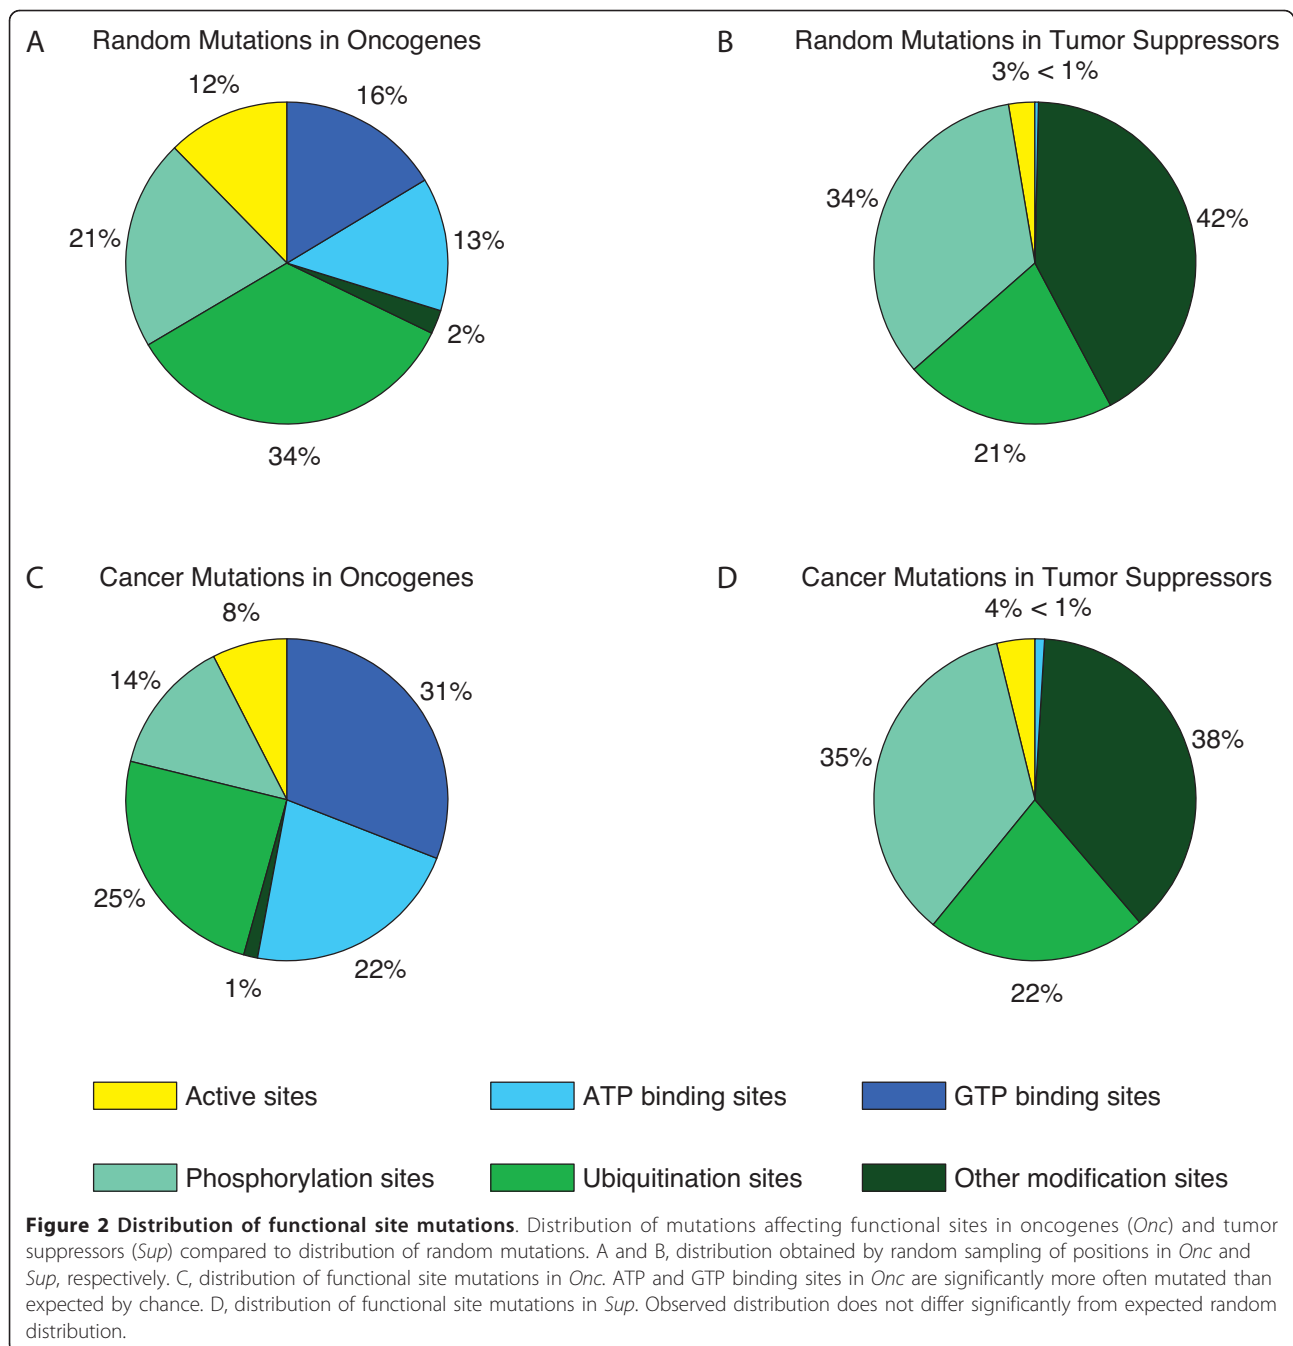 A Random Mutations in Oncogenes
12%
16%
21%
13%
2%
34%
B Random Mutations in Tumor Suppressors
3% < 1%
34%
42%
21%
C Cancer Mutations in Oncogenes
8%
14%
31%
25%
22%
1%
D Cancer Mutations in Tumor Suppressors
4% < 1%
35%
38%
22%
Active sites
ATP binding sites
GTP binding sites
Phosphorylation sites
Ubiquitination sites
Other modification sites
Figure 2 Distribution of functional site mutations. Distribution of mutations affecting functional sites in oncogenes (Onc) and tumor
suppressors (Sup) compared to distribution of random mutations. A and B, distribution obtained by random sampling of positions in Onc and
Sup, respectively. C, distribution of functional site mutations in Onc. ATP and GTP binding sites in Onc are significantly more often mutated than
expected by chance. D, distribution of functional site mutations in Sup. Observed distribution does not differ significantly from expected random
distribution.